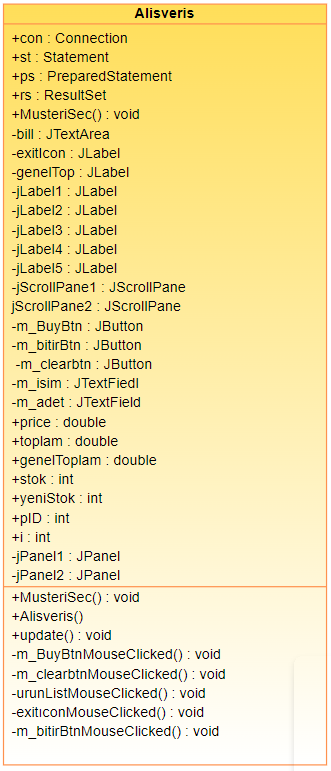 Alisveris
+con : Connection
+st : Statement
+ps : PreparedStatement
+rs : ResultSet
+MusteriSec() : void
-bill : JTextArea
-exitIcon : JLabel
-genelTop : JLabel
-jLabel1 : JLabel
-jLabel2 : JLabel
-jLabel3 : JLabel
-jLabel4 : JLabel
-jLabel5 : JLabel
-jScrollPane1 : JScrollPane
jScrollPane2 : JScrollPane
-m_BuyBtn : JButton
-m_bitirBtn : JButton
-m_clearbtn : JButton
-m_isim : JTextFiedl
-m_adet : JTextField
+price : double
+toplam : double
+genelToplam : double
+stok : int
+yeniStok : int
+pID : int
+i : int
-jPanel1 : JPanel
-jPanel2 : JPanel
+MusteriSec() : void
+Alisveris()
+update() : void
-m_BuyBtnMouseClicked() : void
-m_clearbtnMouseClicked() : void
-urunListMouseClicked() : void
-exitıconMouseClicked() : void
-m_bitirBtnMouseClicked() : void